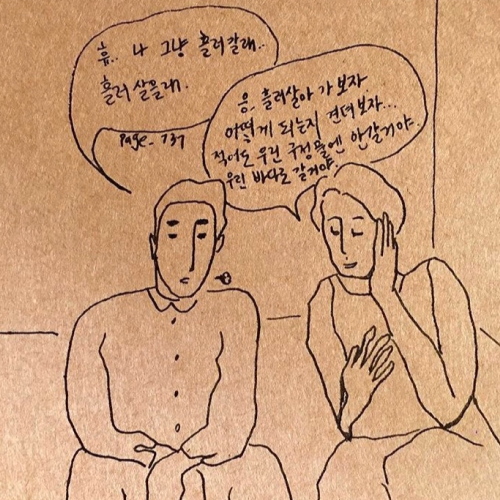 휴.. 나 그냥 흘러갈래..
흘러 살을래.
Page_ 737
응. 흘러살아 가 보자
어떻게 되는지 견뎌보자...
적어도 우린 구정물엔 안갈거야.
우린 바다로 갈거야